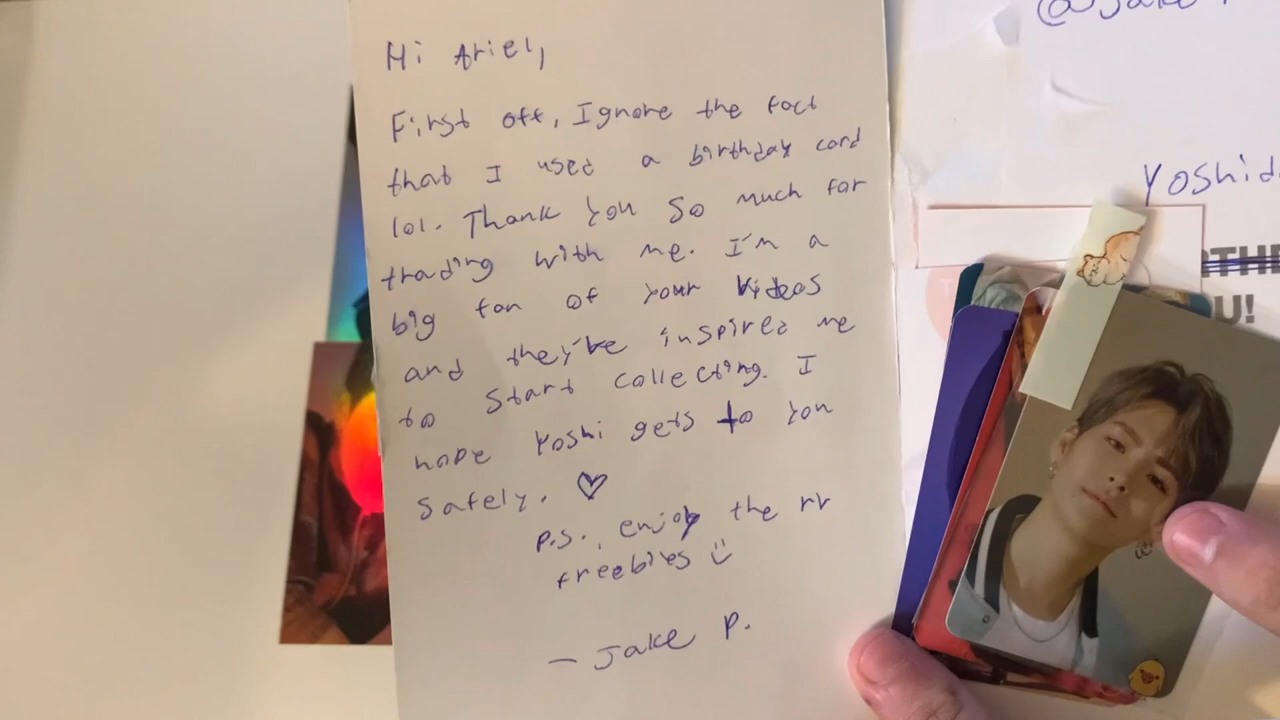 Hi Ariel,
First off, Ignore the fact
that I used a birthday card
lol. Thank you so much for
trading with me. I'm a
big fan of your videos
and they've inspired me
to start collecting. I
hope Yoshi gets to you
safely. ♡
P.S., enjoy the rv
freebies :)
- Jake P.
Yoshid
U!